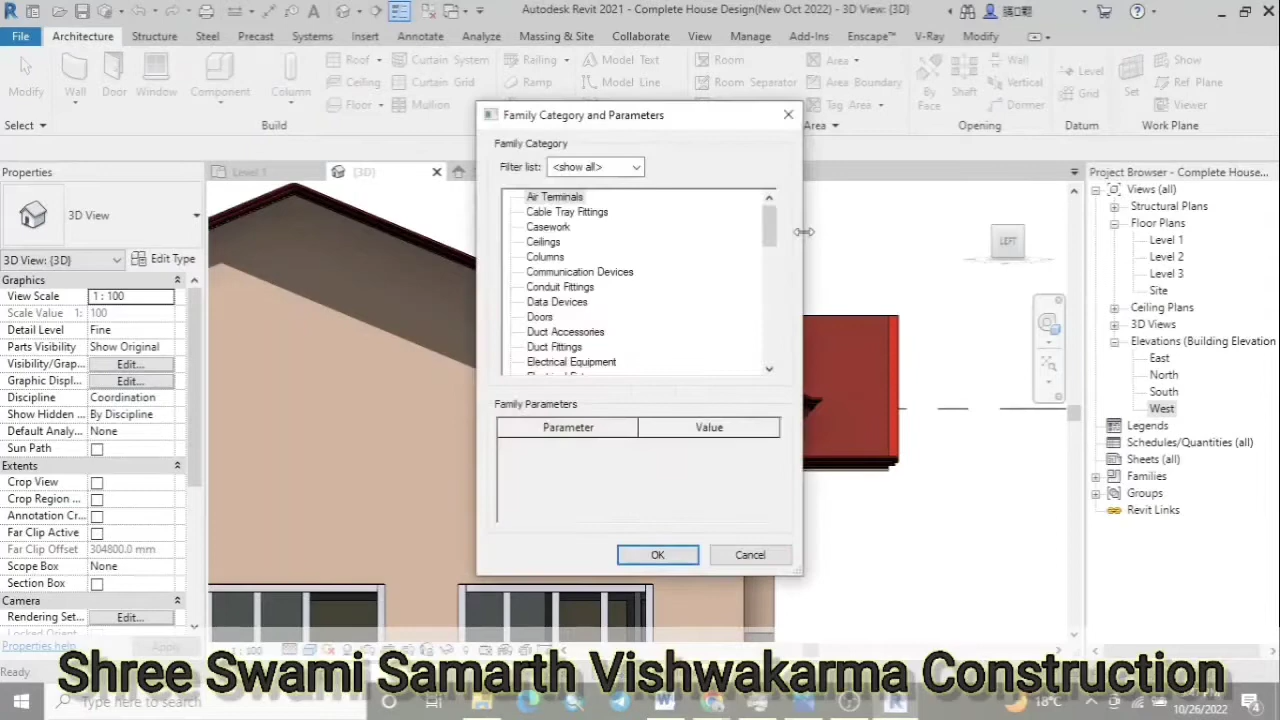 Autodesk Revit 2021 - Complete House Design(New Oct 2022) - 3D View: {3D}
File Architecture Structure Steel Precast Systems Insert Annotate Analyze Massing & Site Collaborate View Manage Add-Ins Enscape™ V-Ray Modify
Roof Curtain System Railing Model Text Room Area Wall Level Show
Ceiling Curtain Grid Ramp Model Line Room Separator Area Boundary Vertical Grid Ref Plane
Modify Wall Door Window Component Column Floor Mullion Tag Area By Face Shaft Dormer Set Viewer
Select Build Area Opening Datum Work Plane
Properties
Level 1
{3D}
3D View
3D View: {3D} Edit Type
Graphics
View Scale 1 : 100
Scale Value 1: 100
Detail Level Fine
Parts Visibility Show Original
Visibility/Grap... Edit...
Graphic Displ... Edit...
Discipline Coordination
Show Hidden ... By Discipline
Default Analy... None
Sun Path
Extents
Crop View
Crop Region ...
Annotation Cr...
Far Clip Active
Far Clip Offset 304800.0 mm
Scope Box None
Section Box
Camera
Rendering Set... Edit...
Properties help Apply
Ready
Family Category and Parameters
Family Category
Filter list: <show all>
Air Terminals
Cable Tray Fittings
Casework
Ceilings
Columns
Communication Devices
Conduit Fittings
Data Devices
Doors
Duct Accessories
Duct Fittings
Electrical Equipment
Family Parameters
Parameter Value
OK Cancel
LEFT
Project Browser - Complete House...
Views (all)
Structural Plans
Floor Plans
Level 1
Level 2
Level 3
Site
Ceiling Plans
3D Views
Elevations (Building Elevation
East
North
South
West
Legends
Schedules/Quantities (all)
Sheets (all)
Families
Groups
Revit Links
Shree Swami Samarth Vishwakarma Construction
Type here to search
18°C
10/26/2022